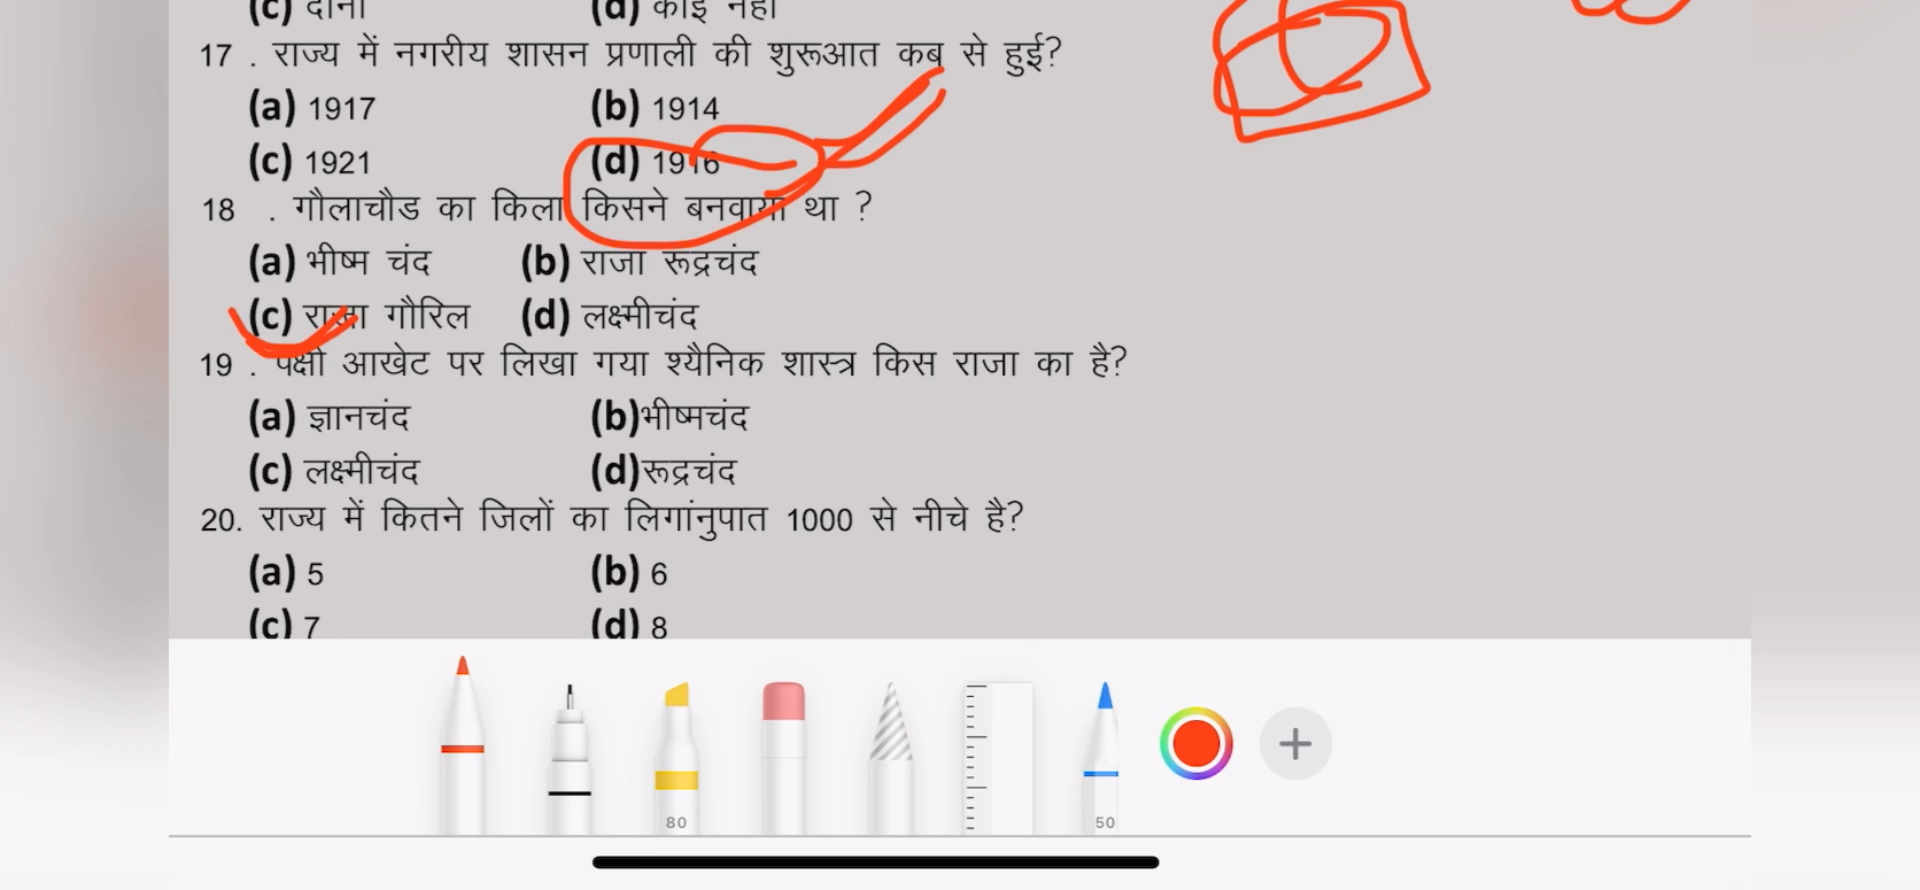 (c) दोनों (d) कोई नहीं
17 . राज्य में नगरीय शासन प्रणाली की शुरूआत कब से हुई?
(a) 1917 (b) 1914
(c) 1921 (d) 1916
18 . गौलाचौड का किला किसने बनवाया था ?
(a) भीष्म चंद (b) राजा रूद्रचंद
(c) राजा गौरिल (d) लक्ष्मीचंद
19 . पक्षी आखेट पर लिखा गया श्यैनिक शास्त्र किस राजा का है?
(a) ज्ञानचंद (b)भीष्मचंद
(c) लक्ष्मीचंद (d)रूद्रचंद
20. राज्य में कितने जिलों का लिगांनुपात 1000 से नीचे है?
(a) 5 (b) 6
(c) 7 (d) 8
80 50